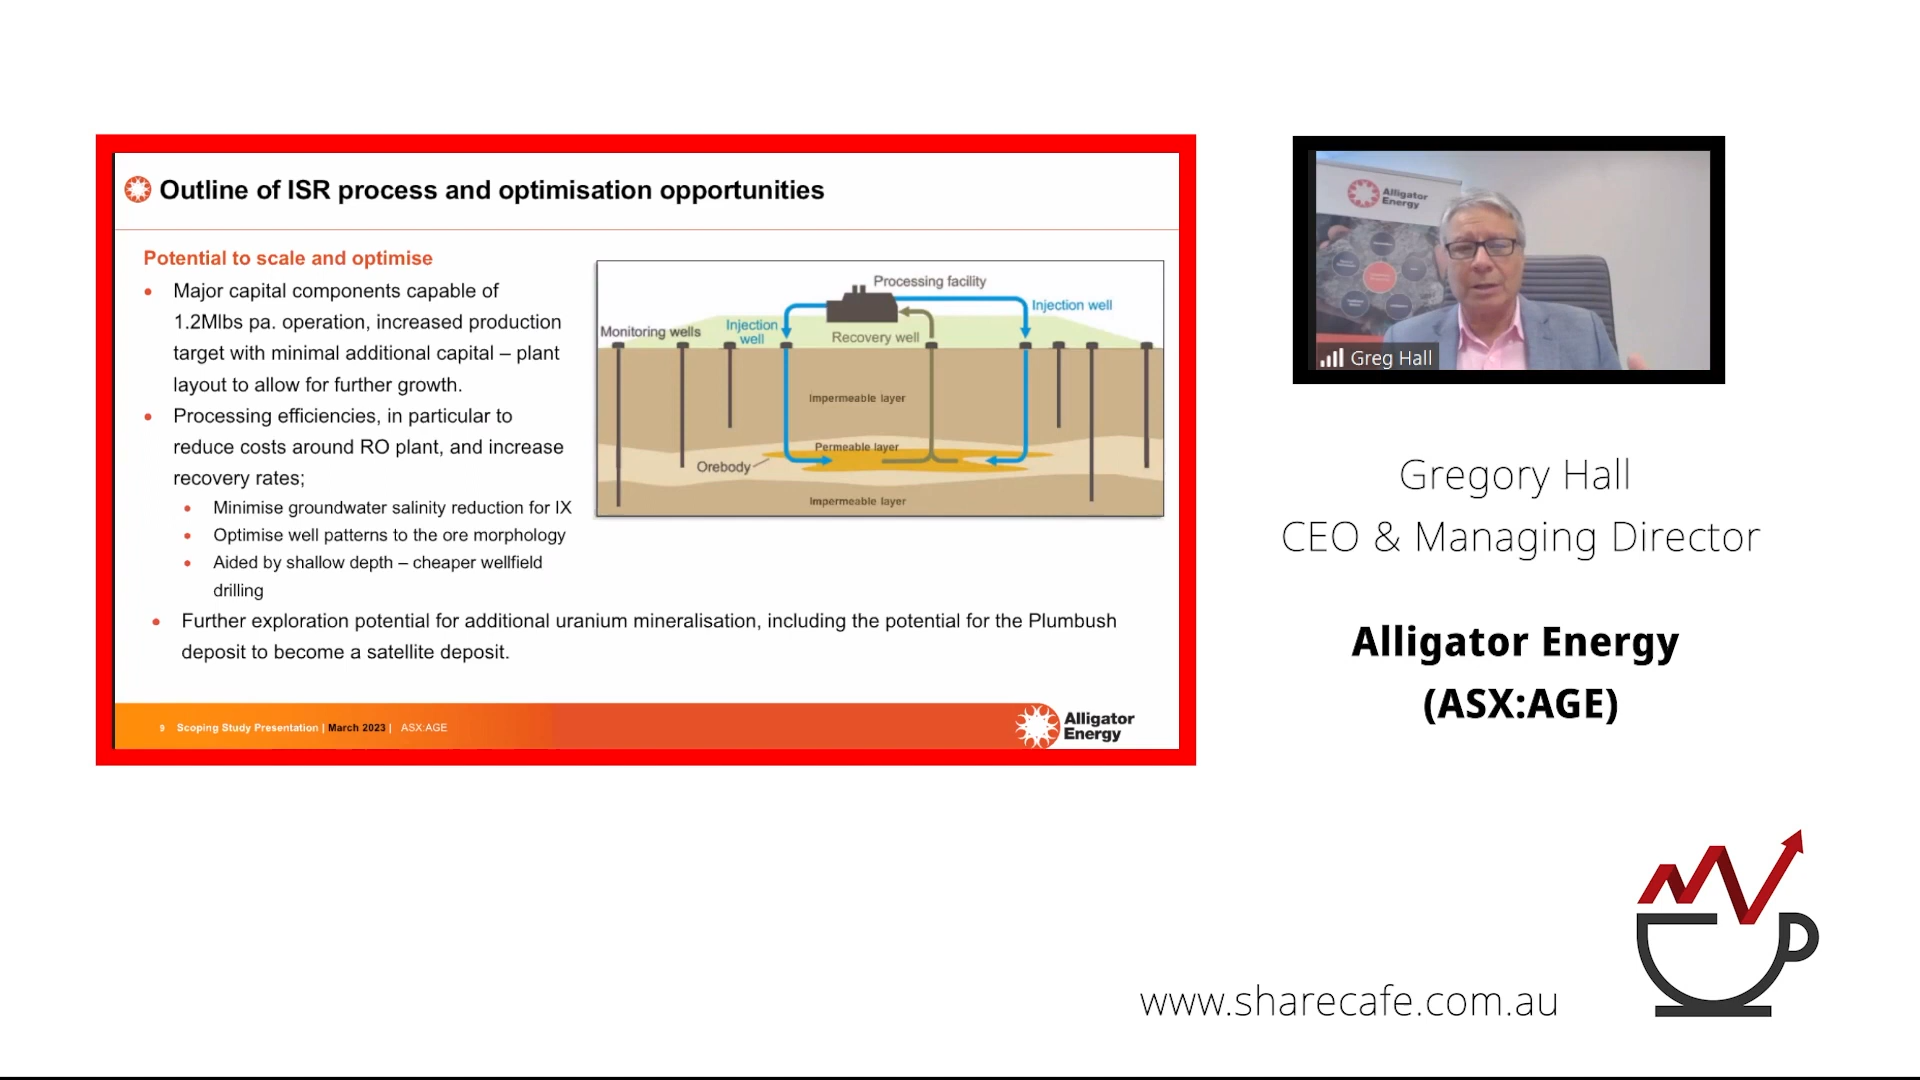 Outline of ISR process and optimisation opportunities
Potential to scale and optimise
• Major capital components capable of
1.2Mlbs pa. operation, increased production
target with minimal additional capital – plant
layout to allow for further growth.
• Processing efficiencies, in particular to
reduce costs around RO plant, and increase
recovery rates;
• Minimise groundwater salinity reduction for IX
• Optimise well patterns to the ore morphology
• Aided by shallow depth – cheaper wellfield
drilling
• Further exploration potential for additional uranium mineralisation, including the potential for the Plumbush
deposit to become a satellite deposit.
Processing facility
Injection well
Injection
well
Monitoring wells
Recovery well
Impermeable layer
Permeable layer
Orebody
Impermeable layer
9 Scoping Study Presentation | March 2023 | ASX:AGE
Alligator
Energy
Alligator
Energy
Greg Hall
Gregory Hall
CEO & Managing Director
Alligator Energy
(ASX:AGE)
www.sharecafe.com.au